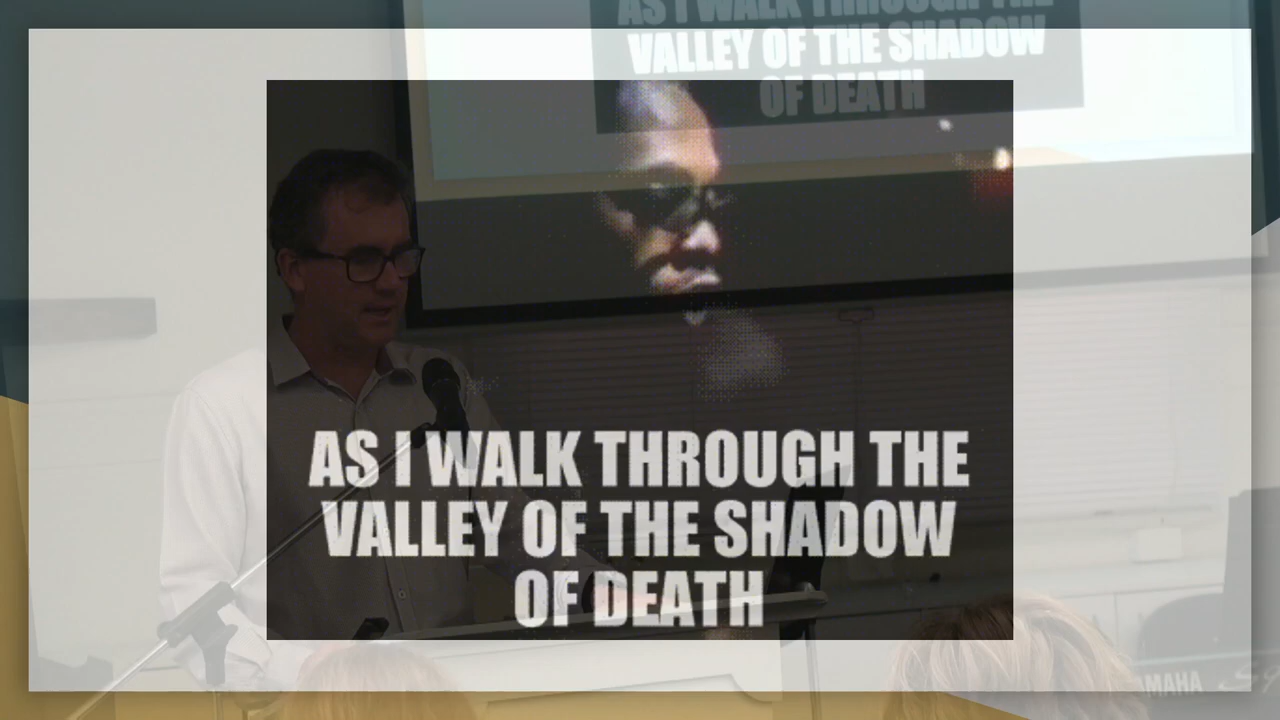 AS I WALK THROUGH THE
VALLEY OF THE SHADOW
OF DEATH
AS I WALK THROUGH THE
VALLEY OF THE SHADOW
OF DEATH
AMAHA